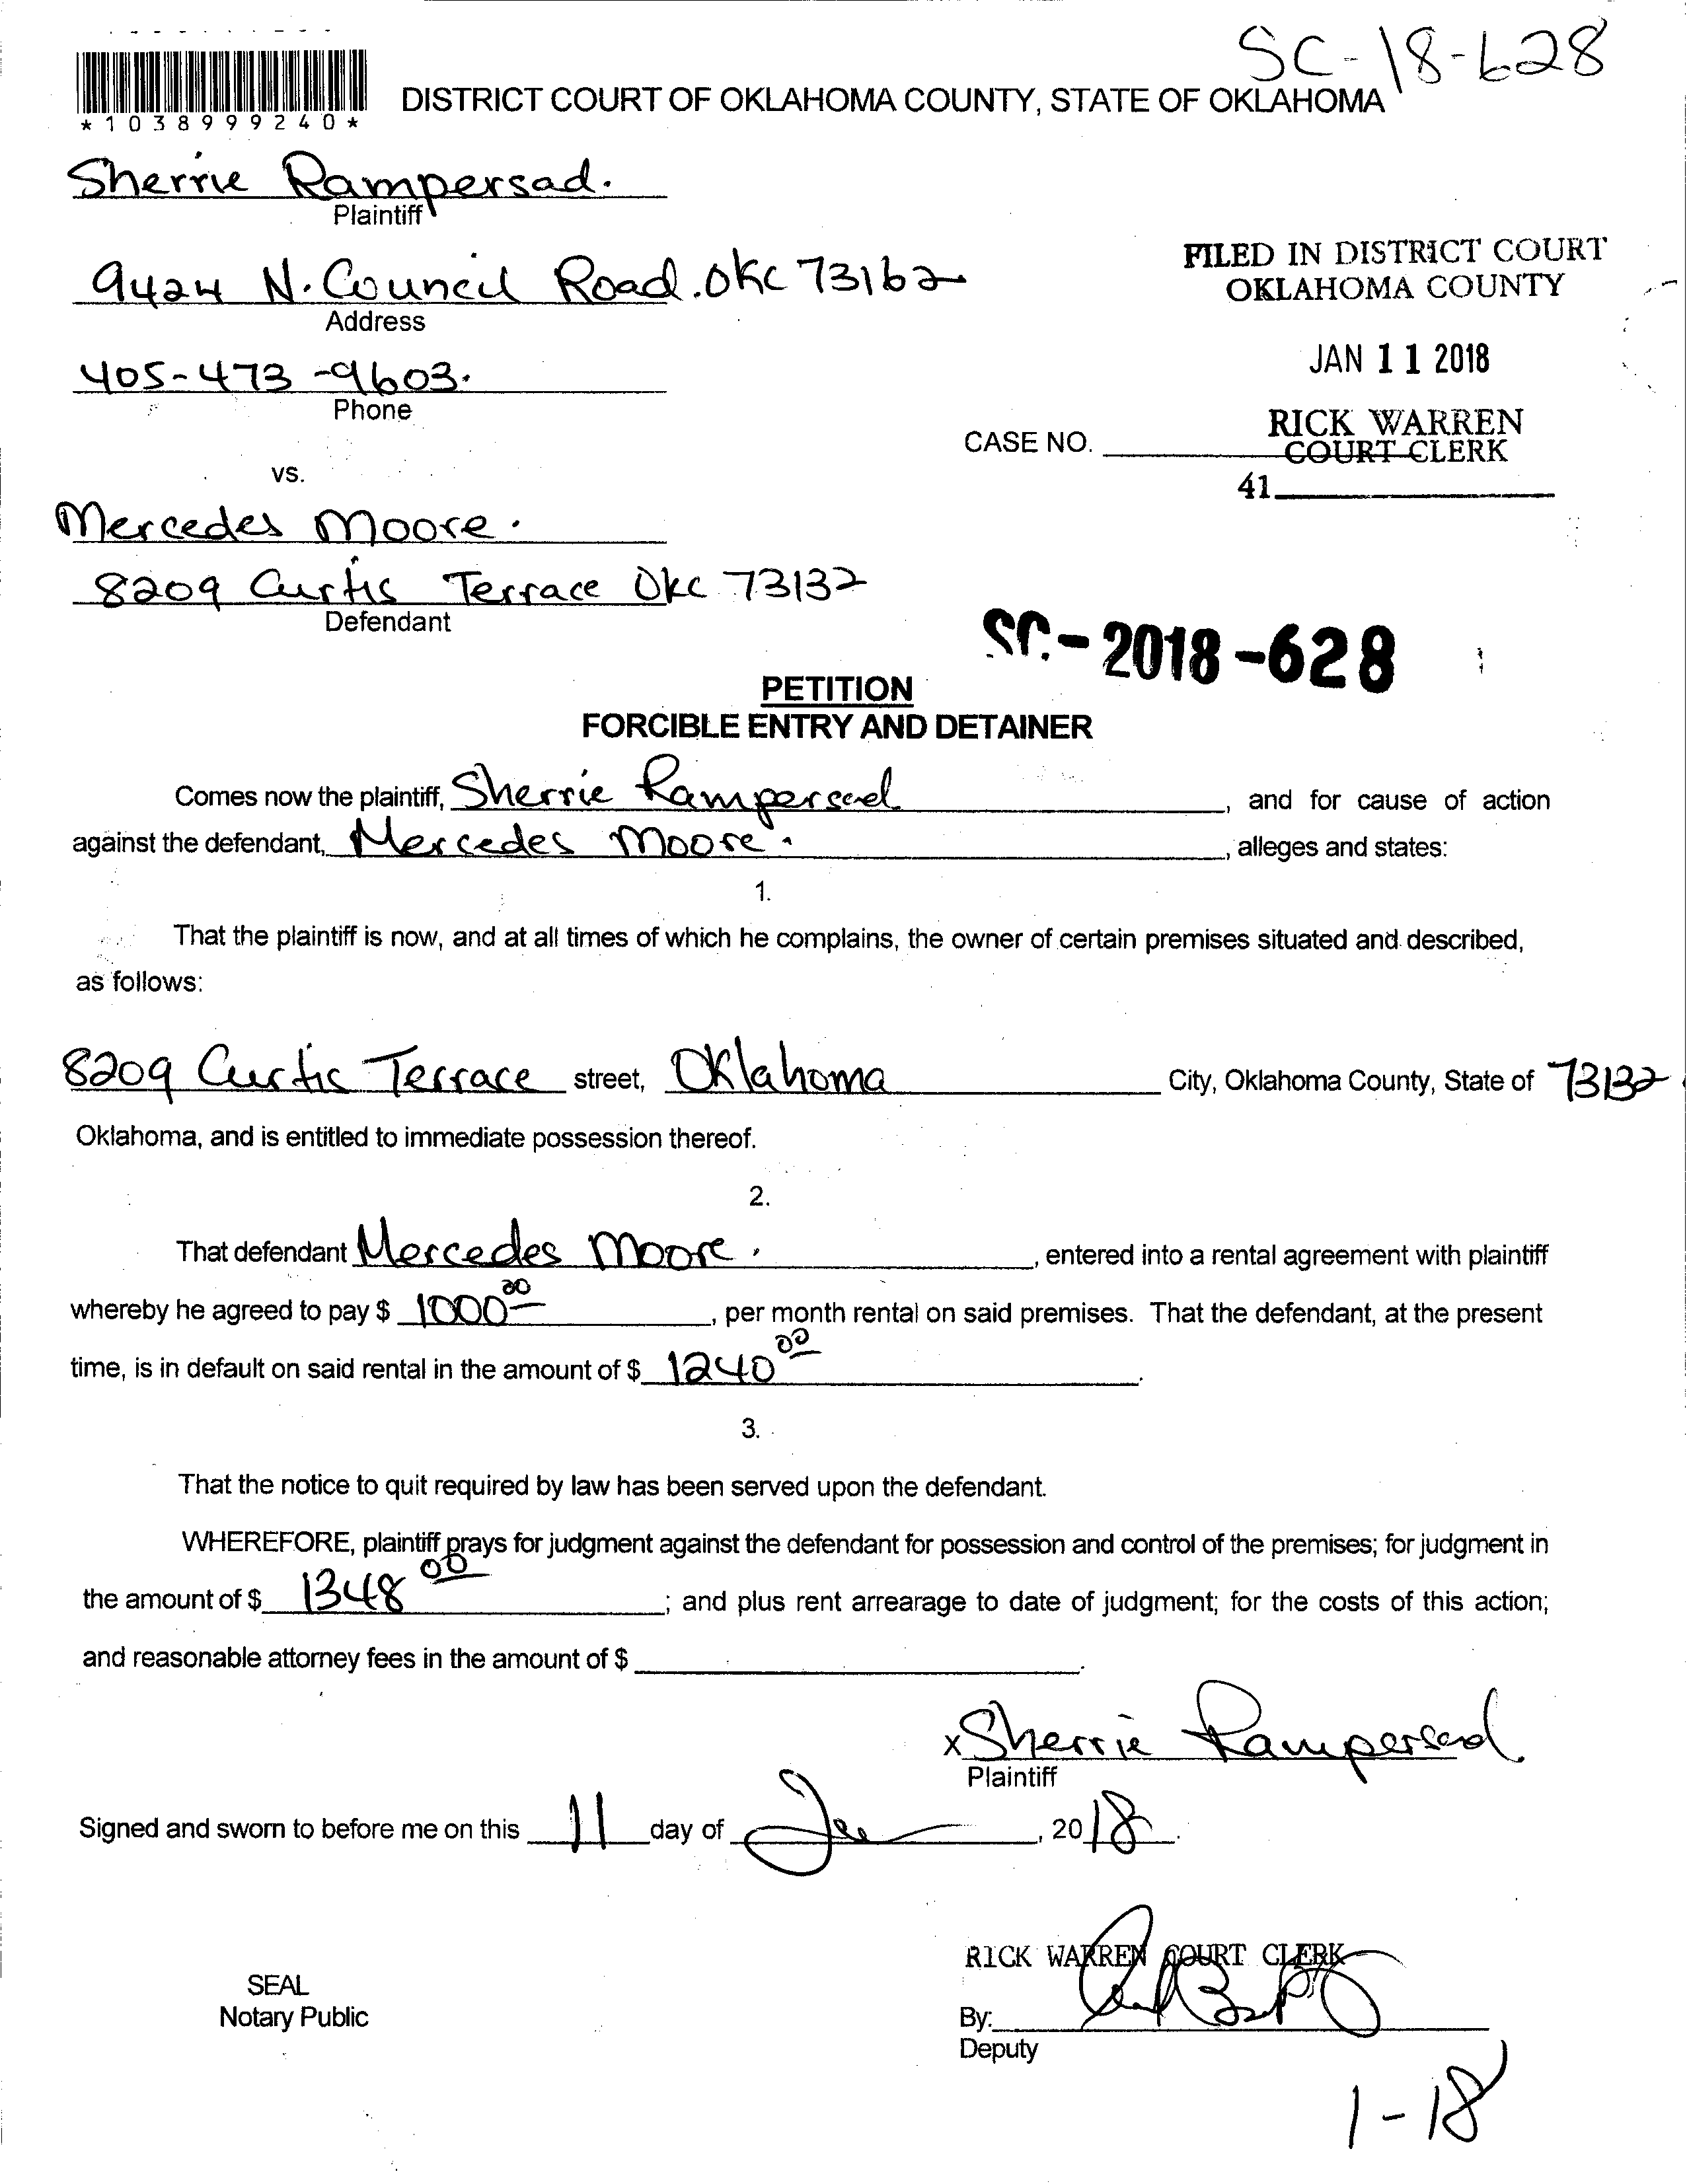 SC-18-628
*1038999240*
DISTRICT COURT OF OKLAHOMA COUNTY, STATE OF OKLAHOMA
Sherrie Rampersad.
Plaintiff
9424 N. Council Road. OKC 73162
Address
FILED IN DISTRICT COURT
OKLAHOMA COUNTY
JAN 11 2018
405-473-9603.
Phone
RICK WARREN
COURT CLERK
CASE NO.
41
vs.
Mercedes Moore.
8209 Curtis Terrace OKC 73132
Defendant
SC-2018-628
PETITION
FORCIBLE ENTRY AND DETAINER
Comes now the plaintiff, Sherrie Rampersad, and for cause of action
against the defendant, Mercedes Moore., alleges and states:
1.
That the plaintiff is now, and at all times of which he complains, the owner of certain premises situated and described,
as follows:
8209 Curtis Terrace street, Oklahoma City, Oklahoma County, State of 73132
Oklahoma, and is entitled to immediate possession thereof.
2.
That defendant Mercedes Moore., entered into a rental agreement with plaintiff
whereby he agreed to pay $ 1000 00, per month rental on said premises. That the defendant, at the present
time, is in default on said rental in the amount of $ 1240 00.
3.
That the notice to quit required by law has been served upon the defendant.
WHEREFORE, plaintiff prays for judgment against the defendant for possession and control of the premises; for judgment in
the amount of $ 1348 00; and plus rent arrearage to date of judgment; for the costs of this action;
and reasonable attorney fees in the amount of $ .
x Sherrie Rampersad
Plaintiff
Signed and sworn to before me on this 11 day of , 2018.
RICK WARREN COURT CLERK
SEAL
Notary Public
By:
Deputy
1-18